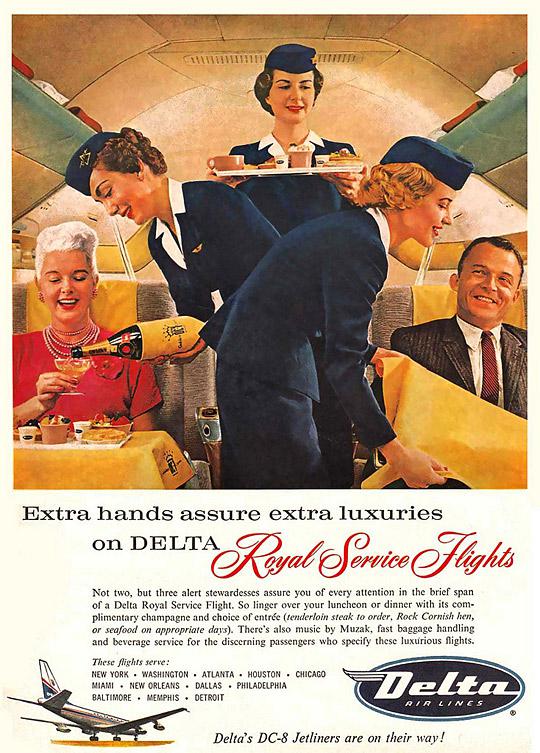 Extra hands assure extra luxuries
on DELTA Royal Service Flights
Not two, but three alert stewardesses assure you of every attention in the brief span
of a Delta Royal Service Flight. So linger over your luncheon or dinner with its com-
plimentary champagne and choice of entrée (tenderloin steak to order, Rock Cornish hen,
or seafood on appropriate days). There's also music by Muzak, fast baggage handling
and beverage service for the discerning passengers who specify these luxurious flights.
These flights serve:
NEW YORK • WASHINGTON • ATLANTA • HOUSTON • CHICAGO
MIAMI • NEW ORLEANS • DALLAS • PHILADELPHIA
BALTIMORE • MEMPHIS • DETROIT
Delta
AIR LINES
®
Delta's DC-8 Jetliners are on their way!